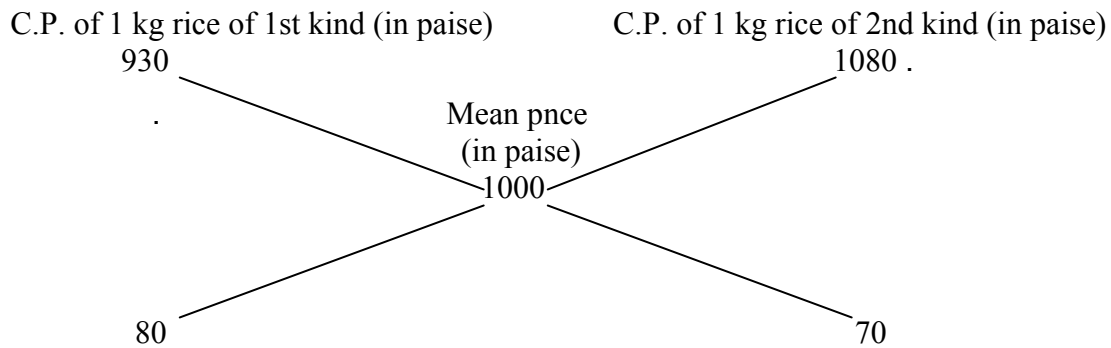 C.P. of 1 kg rice of 1st kind (in paise) C.P. of 1 kg rice of 2nd kind (in paise)
930 1080 .
. Mean pnce
(in paise)
1000
80 70